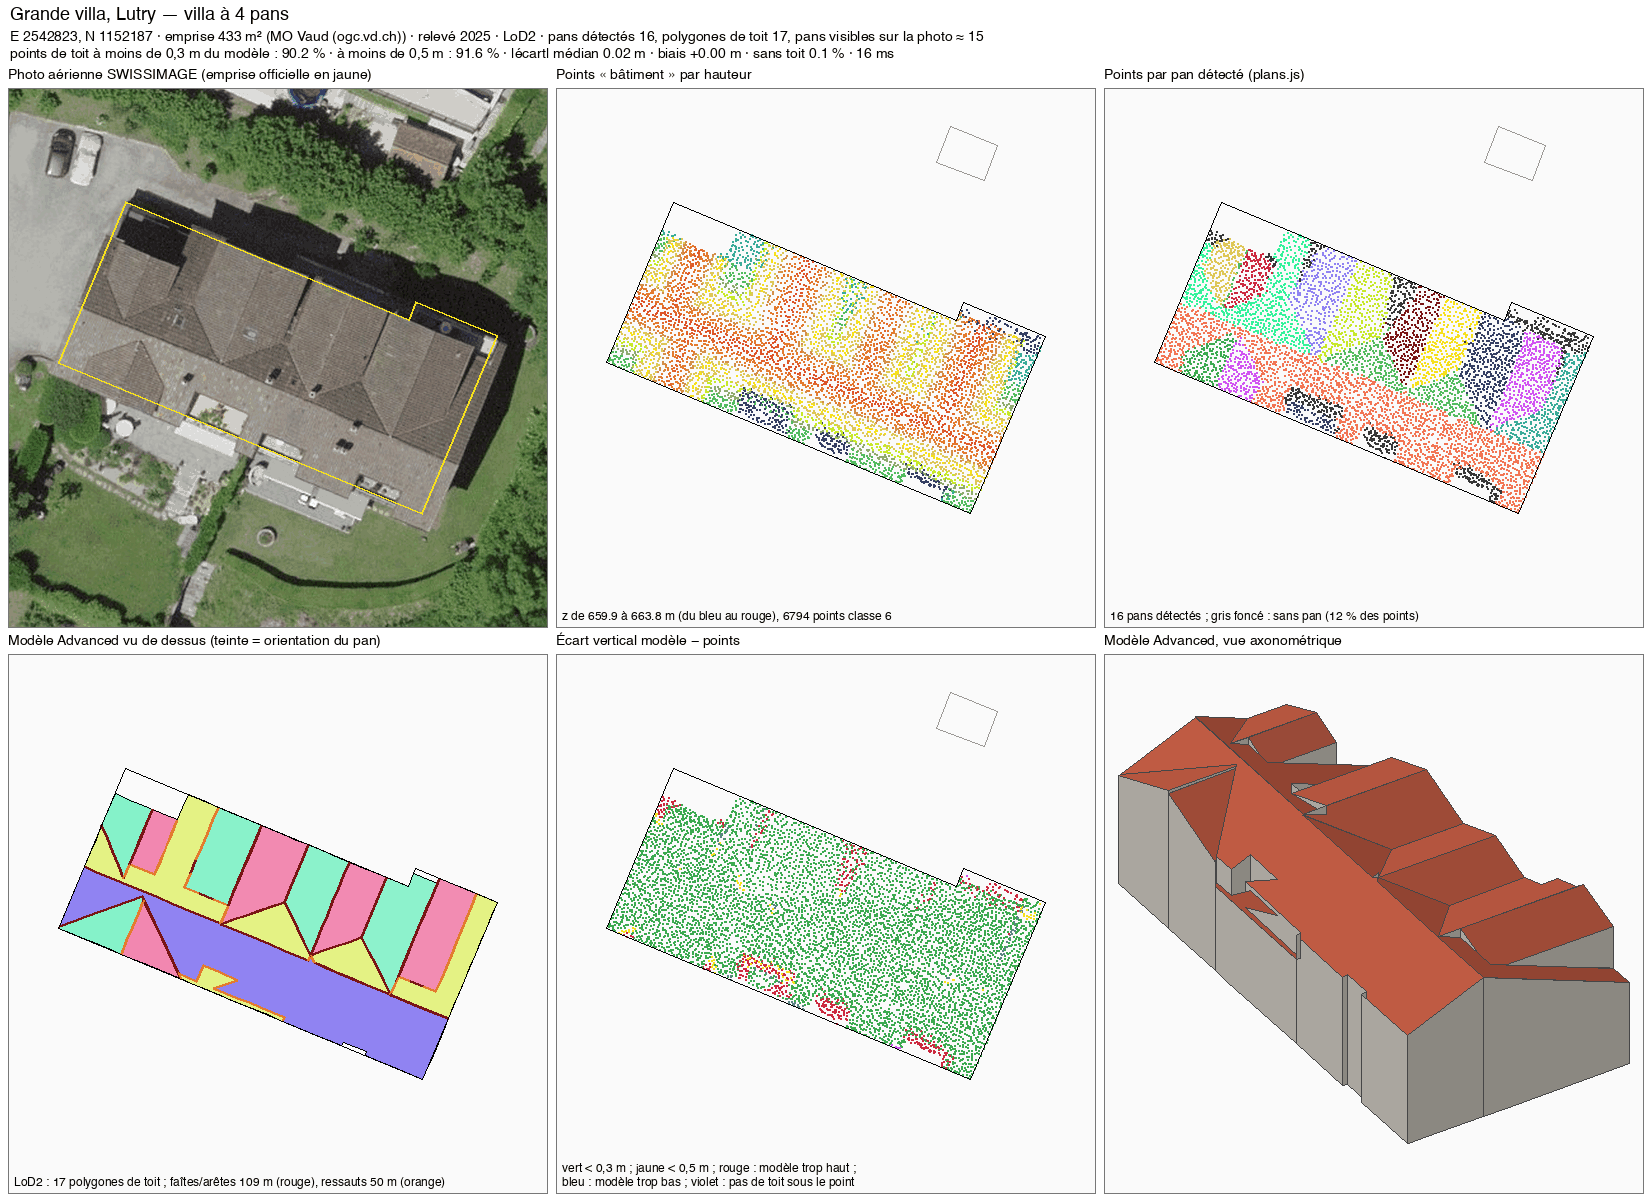 Grande villa, Lutry — villa à 4 pans
E 2542823, N 1152187 · emprise 433 m² (MO Vaud (ogc.vd.ch)) · relevé 2025 · LoD2 · pans détectés 16, polygones de toit 17, pans visibles sur la photo ≈ 15
points de toit à moins de 0,3 m du modèle : 90.2 % · à moins de 0,5 m : 91.6 % · lécartl médian 0.02 m · biais +0.00 m · sans toit 0.1 % · 16 ms
Photo aérienne SWISSIMAGE (emprise officielle en jaune)
Points « bâtiment » par hauteur
Points par pan détecté (plans.js)
z de 659.9 à 663.8 m (du bleu au rouge), 6794 points classe 6
16 pans détectés ; gris foncé : sans pan (12 % des points)
Modèle Advanced vu de dessus (teinte = orientation du pan)
Écart vertical modèle – points
Modèle Advanced, vue axonométrique
LoD2 : 17 polygones de toit ; faîtes/arêtes 109 m (rouge), ressauts 50 m (orange)
vert < 0,3 m ; jaune < 0,5 m ; rouge : modèle trop haut ;
bleu : modèle trop bas ; violet : pas de toit sous le point